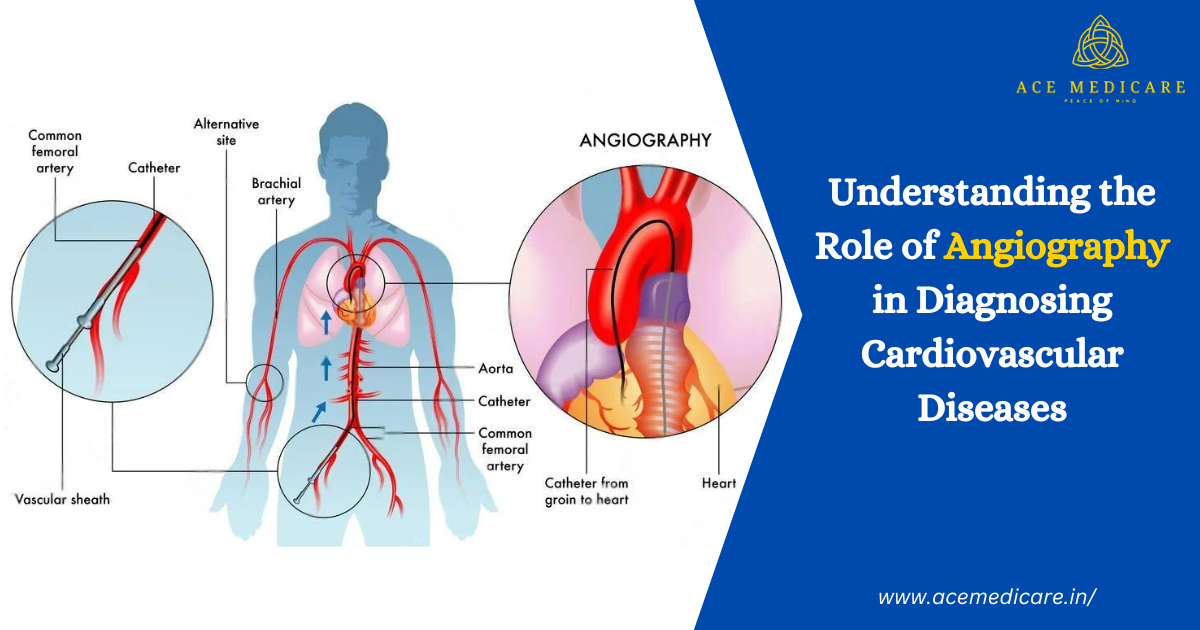 Common
femoral
artery
Catheter
Alternative
site
Brachial
artery
Vascular sheath
Aorta
Catheter
Common
femoral
artery
ANGIOGRAPHY
Catheter from
groin to heart
Heart
ACE MEDICARE
PEACE OF MIND
Understanding the
Role of Angiography
in Diagnosing
Cardiovascular
Diseases
www.acemedicare.in/